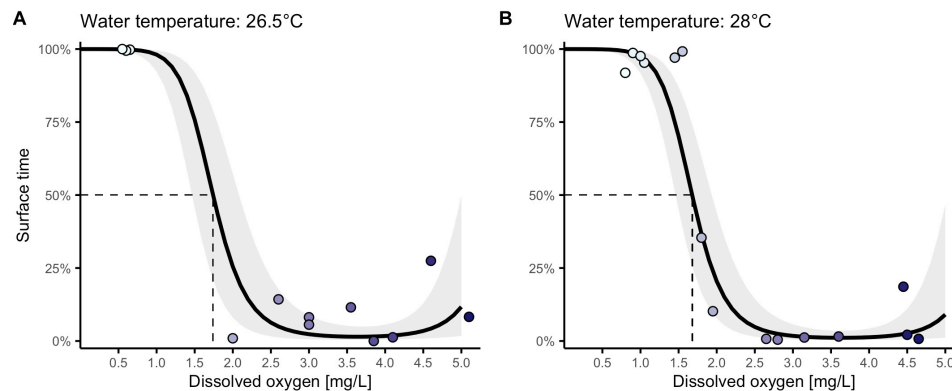 A
Water temperature: 26.5°C
100%
75%
50%
25%
0%
Surface time
0.5 1.0 1.5 2.0 2.5 3.0 3.5 4.0 4.5 5.0
Dissolved oxygen [mg/L]
B
Water temperature: 28°C
100%
75%
50%
25%
0%
0.5 1.0 1.5 2.0 2.5 3.0 3.5 4.0 4.5 5.0
Dissolved oxygen [mg/L]